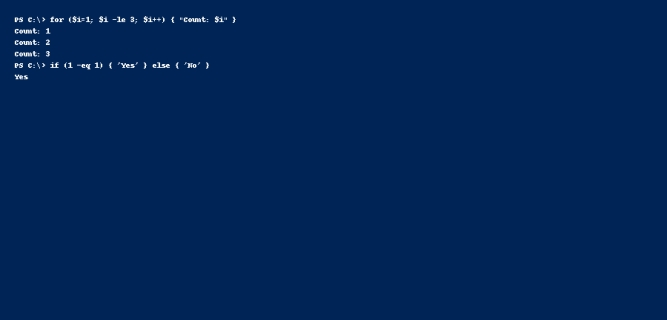 PS C:\> for ($i=1; $i -le 3; $i++) { "Count: $i" }
Count: 1
Count: 2
Count: 3
PS C:\> if (1 -eq 1) { 'Yes' } else { 'No' }
Yes